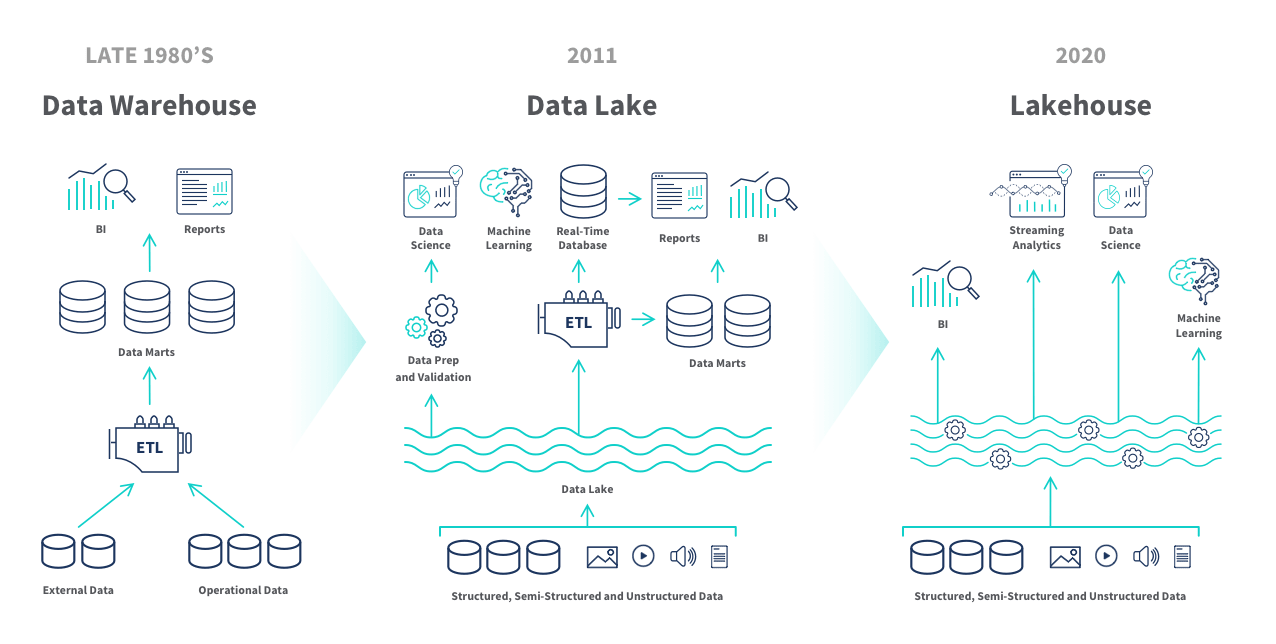 LATE 1980'S
Data Warehouse
BI
Reports
Data Marts
ETL
External Data
Operational Data
2011
Data Lake
Data
Science
Machine
Learning
Real-Time
Database
Reports
BI
Data Prep
and Validation
ETL
Data Marts
Data Lake
Structured, Semi-Structured and Unstructured Data
2020
Lakehouse
Streaming
Analytics
Data
Science
BI
Machine
Learning
Structured, Semi-Structured and Unstructured Data